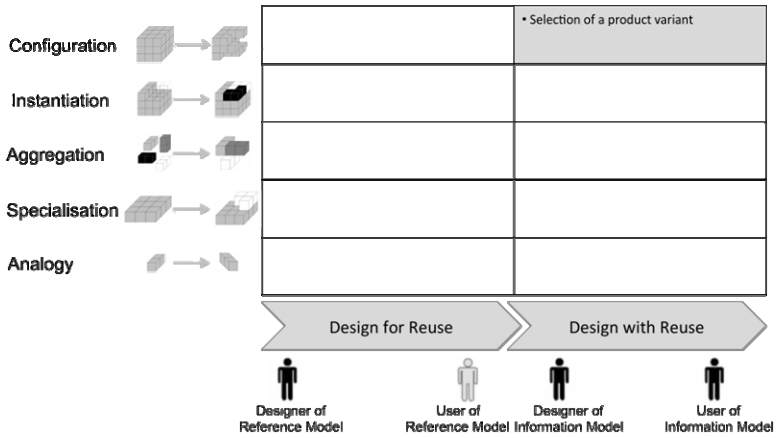 Configuration
• Selection of a product variant
Instantiation
Aggregation
Specialisation
Analogy
Design for Reuse
Design with Reuse
Designer of
Reference Model
User of
Reference Model
Designer of
Information Model
User of
Information Model